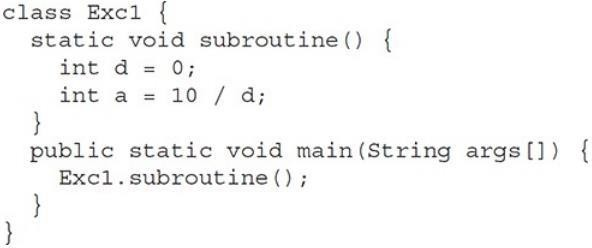 class Exc1 {
  static void subroutine() {
    int d = 0;
    int a = 10 / d;
  }
  public static void main(String args[]) {
    Exc1.subroutine();
  }
}